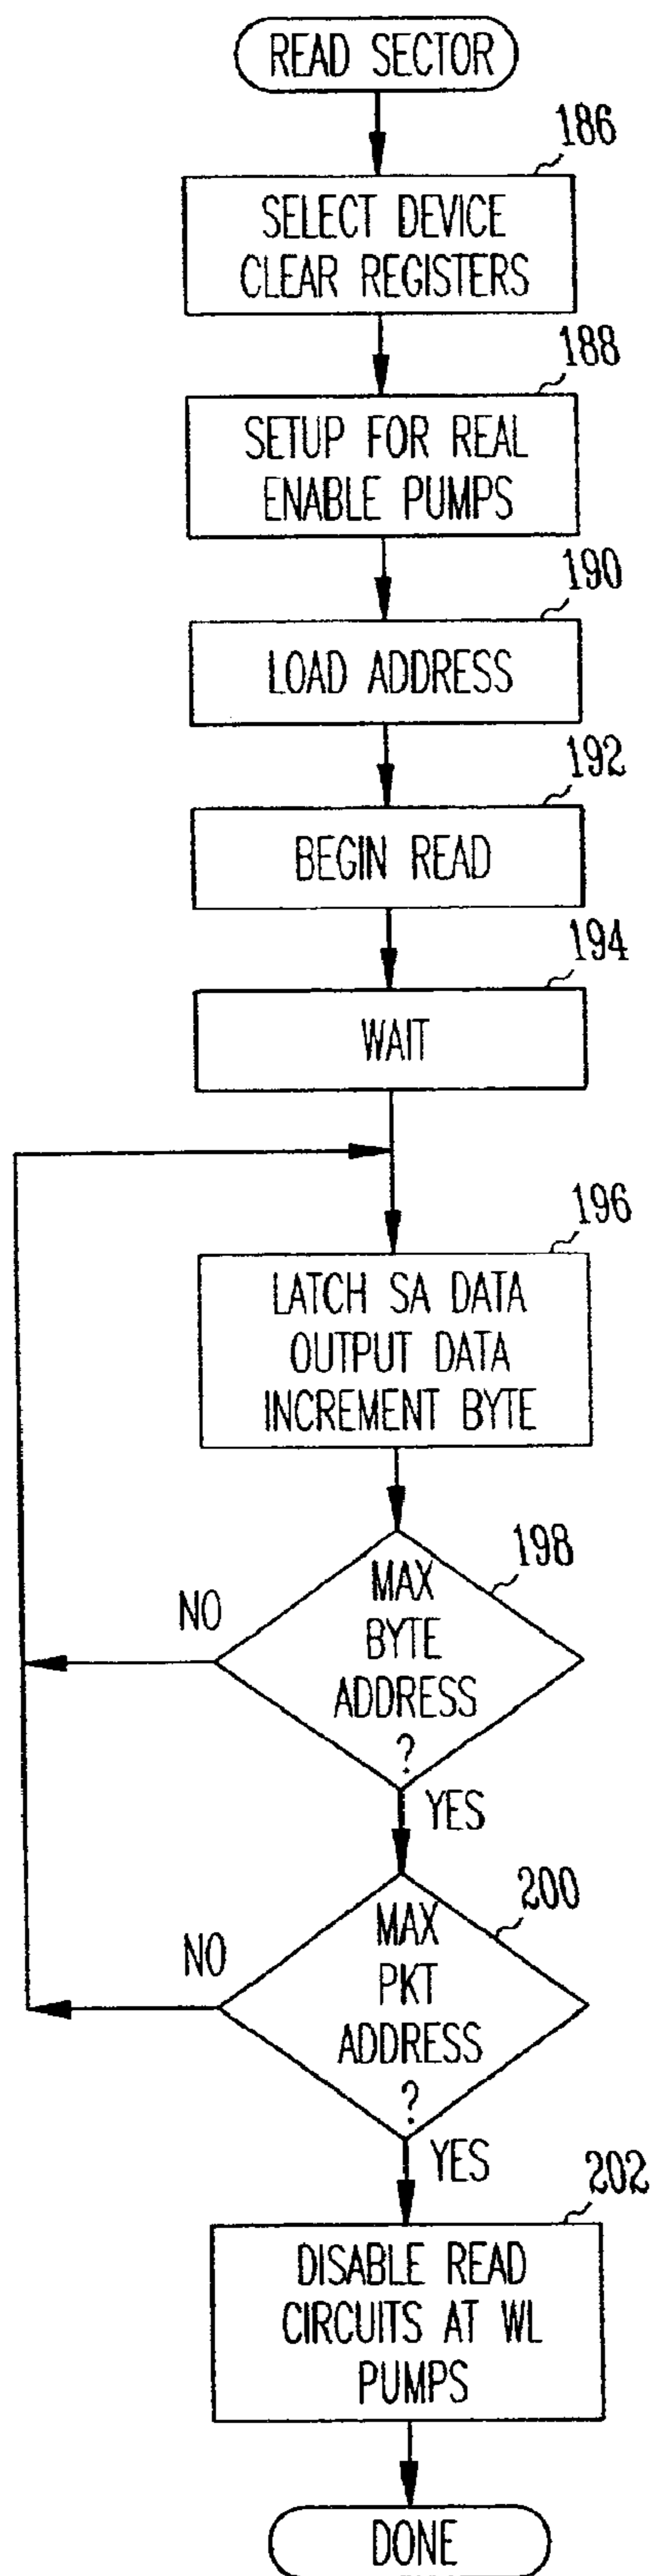 READ SECTOR
186
SELECT DEVICE
CLEAR REGISTERS
188
SETUP FOR REAL
ENABLE PUMPS
190
LOAD ADDRESS
192
BEGIN READ
194
WAIT
196
LATCH SA DATA
OUTPUT DATA
INCREMENT BYTE
198
NO
MAX
BYTE
ADDRESS
?
YES
200
NO
MAX
PKT
ADDRESS
?
YES
202
DISABLE READ
CIRCUITS AT WL
PUMPS
DONE